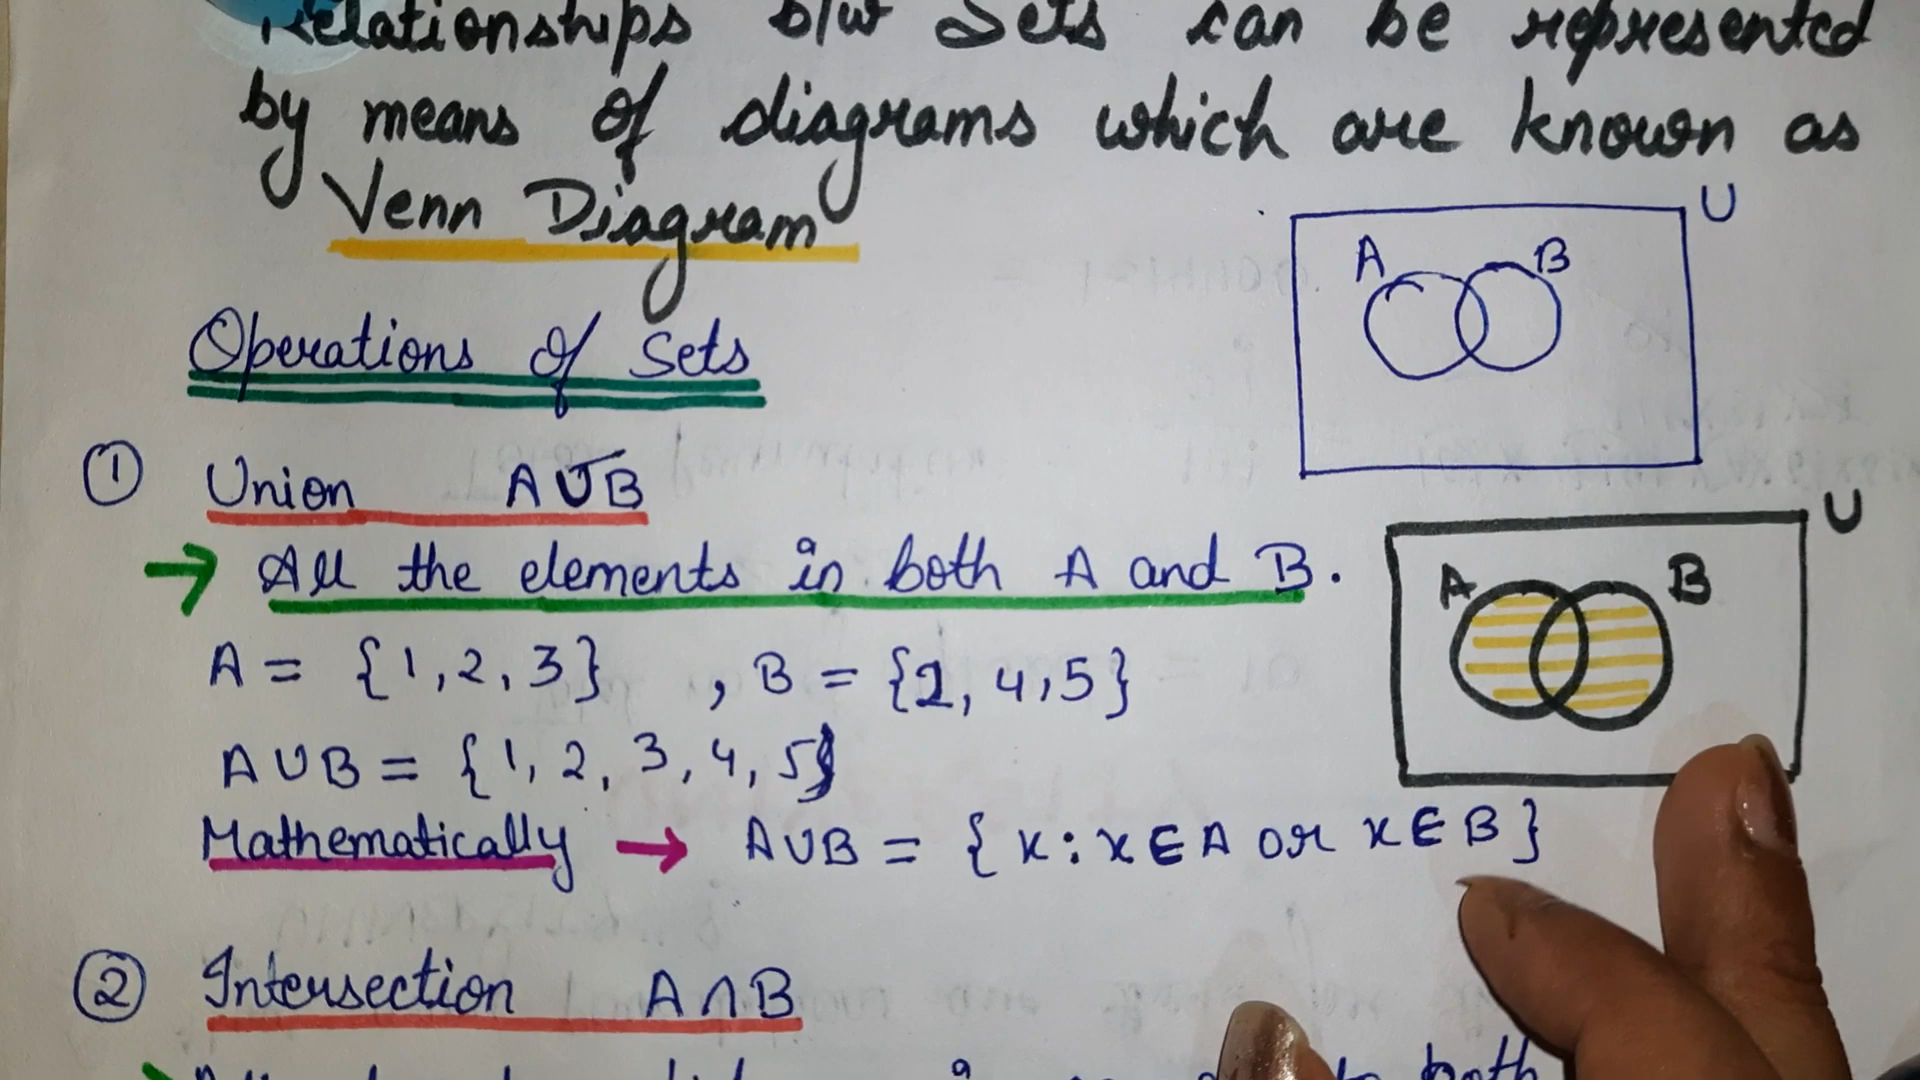 Relationships b/w Sets can be represented
by means of diagrams which are known as
Venn Diagram
U
A B
Operations of Sets
① Union A∪B
→ All the elements in both A and B.
U
A B
A = {1,2,3} , B = {2,4,5}
A∪B = {1,2,3,4,5}
Mathematically → A∪B = {x:x∈A or x∈B}
② Intersection A∩B
both